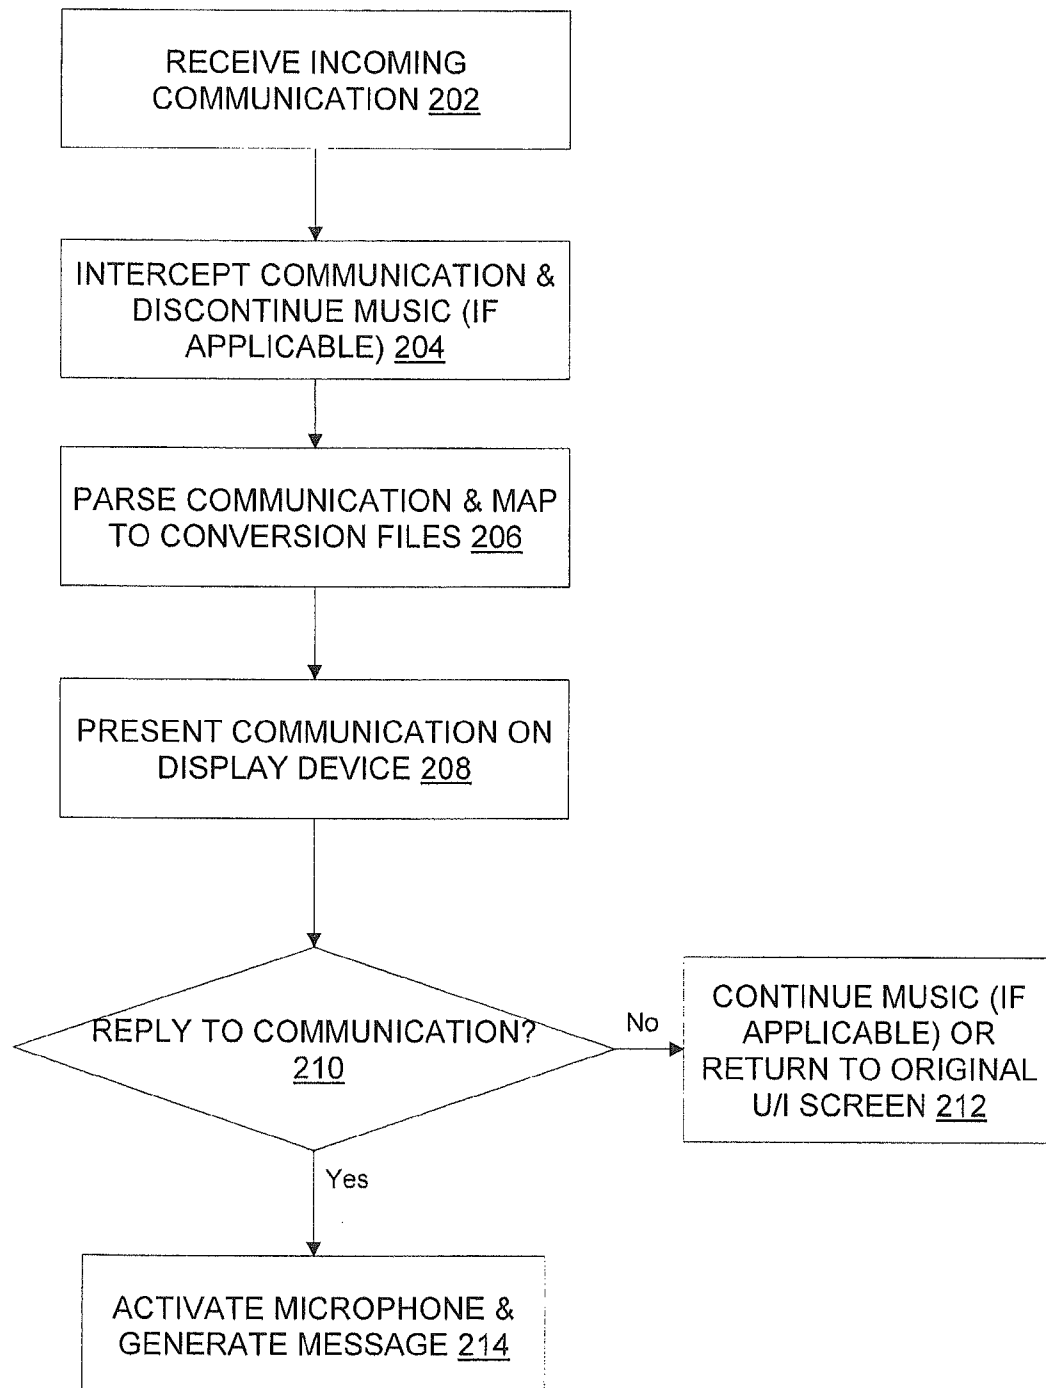 RECEIVE INCOMING
COMMUNICATION 202
INTERCEPT COMMUNICATION &
DISCONTINUE MUSIC (IF
APPLICABLE) 204
PARSE COMMUNICATION & MAP
TO CONVERSION FILES 206
PRESENT COMMUNICATION ON
DISPLAY DEVICE 208
REPLY TO COMMUNICATION?
210
No
CONTINUE MUSIC (IF
APPLICABLE) OR
RETURN TO ORIGINAL
U/I SCREEN 212
Yes
ACTIVATE MICROPHONE &
GENERATE MESSAGE 214